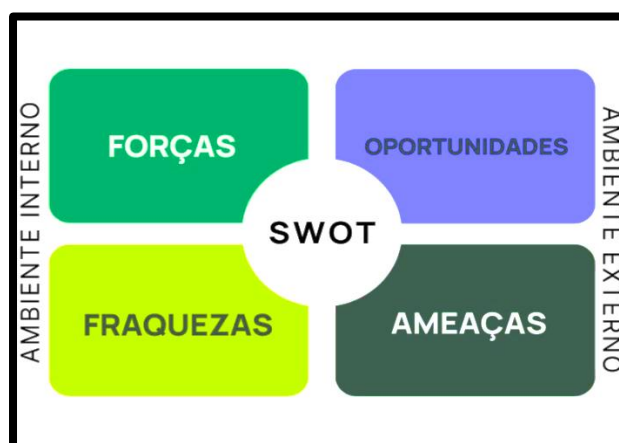 AMBIENTE INTERNO
FORÇAS
OPORTUNIDADES
SWOT
FRAQUEZAS
AMEAÇAS
AMBIENTE EXTERNO